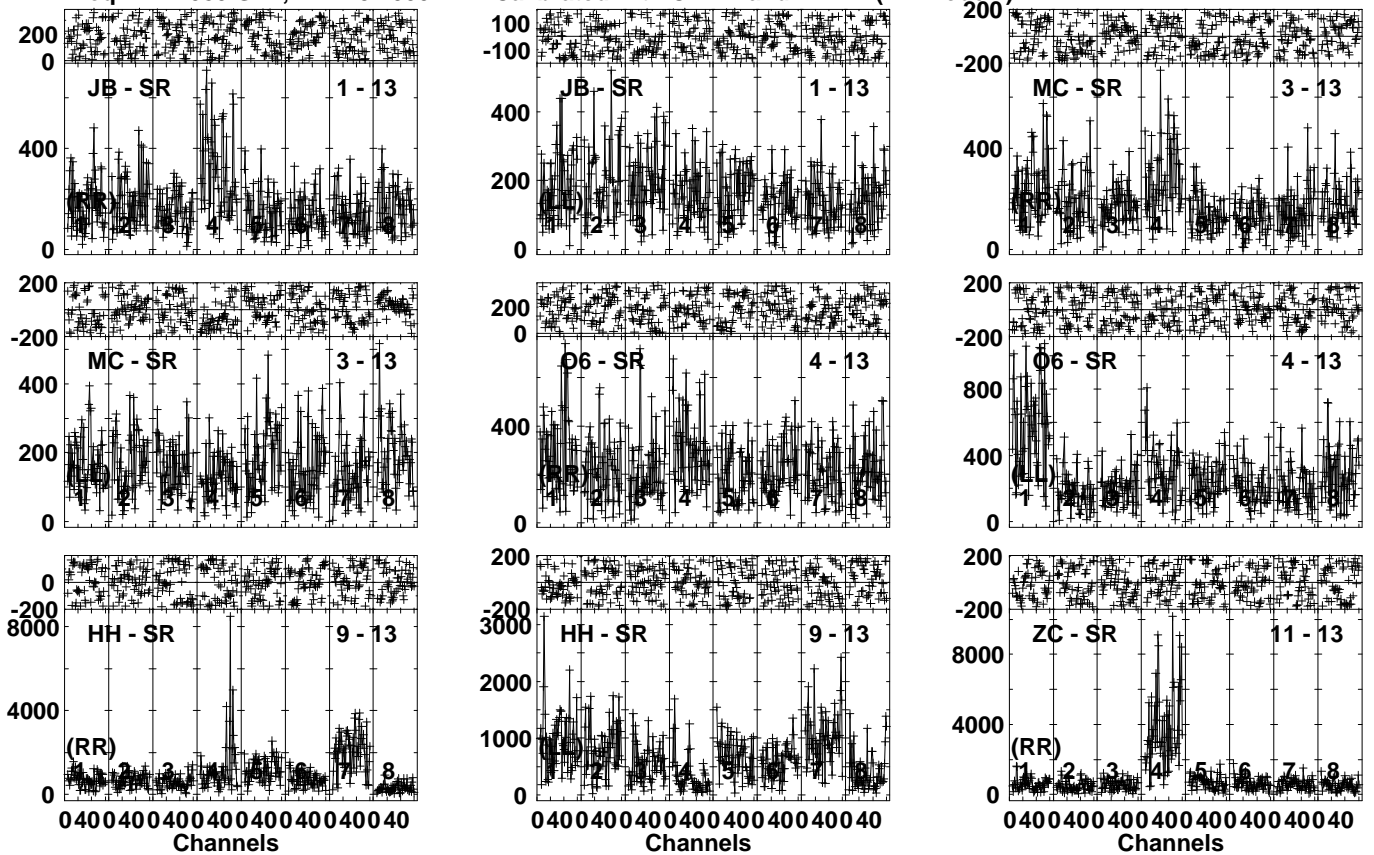 200 0 100 -100 200 -200
JB - SR 1 - 13 JB - SR 1 - 13 MC - SR 3 - 13
400 400 400
200
(RR) (LL) (RR)
1 2 3 4 5 6 7 8 1 2 3 4 5 6 7 8 1 2 3 4 5 6 7 8
0 0 0
200 -200 200 0 200 -200
MC - SR 3 - 13 O6 - SR 4 - 13 O6 - SR 4 - 13
400 400 800
200 400
(LL) (RR) (LL)
1 2 3 4 5 6 7 8 1 2 3 4 5 6 7 8 1 2 3 4 5 6 7 8
0 0 0
0 -200 200 -200 200 -200
8000 3000
HH - SR 9 - 13 HH - SR 9 - 13 ZC - SR 11 - 13
8000
2000
4000 4000
1000
(RR) (LL) (RR)
1 2 3 4 5 6 7 8 1 2 3 4 5 6 7 8 1 2 3 4 5 6 7 8
0 0 0
0 40 0 40 0 40 0 40 0 40 0 40 0 40 0 40 0 40 0 40 0 40 0 40 0 40 0 40 0 40 0 40 0 40 0 40 0 40 0 40 0 40 0 40 0 40 0 40
Channels Channels Channels